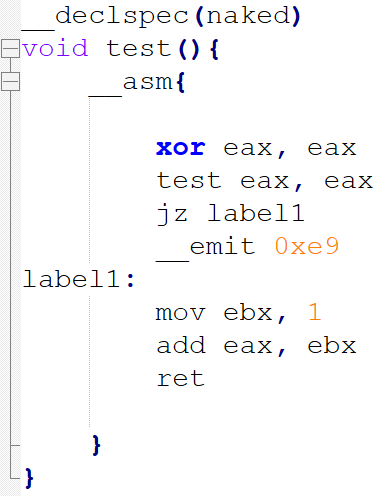 __declspec(naked)
void test(){
    __asm{
        xor eax, eax
        test eax, eax
        jz label1
        __emit 0xe9
label1:
        mov ebx, 1
        add eax, ebx
        ret
    }
}